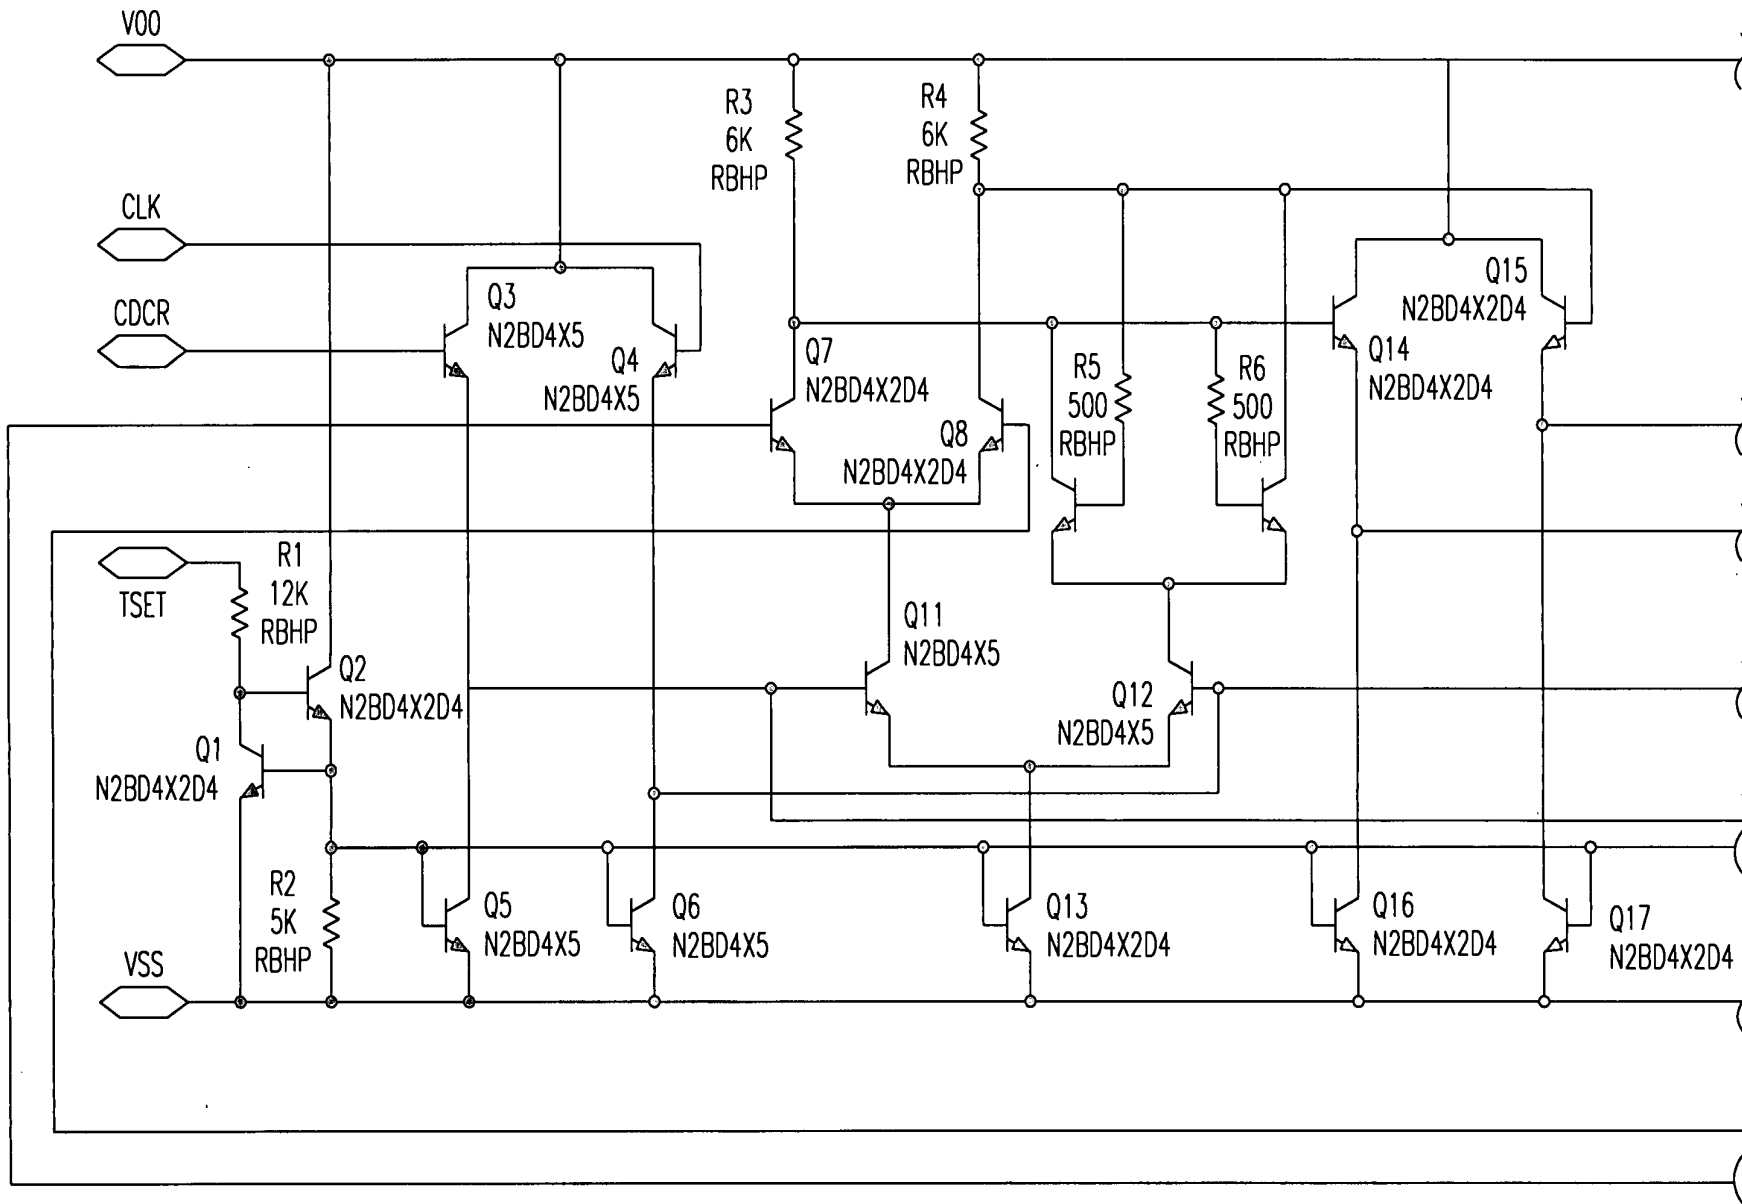 V00
R3
6K
RBHP
R4
6K
RBHP
CLK
CDCR
Q3
N2BD4X5
Q4
N2BD4X5
Q7
N2BD4X2D4
Q8
N2BD4X2D4
R5
500
RBHP
R6
500
RBHP
Q15
N2BD4X2D4
Q14
N2BD4X2D4
TSET
R1
12K
RBHP
Q2
N2BD4X2D4
Q1
N2BD4X2D4
Q11
N2BD4X5
Q12
N2BD4X5
R2
5K
RBHP
VSS
Q5
N2BD4X5
Q6
N2BD4X5
Q13
N2BD4X2D4
Q16
N2BD4X2D4
Q17
N2BD4X2D4